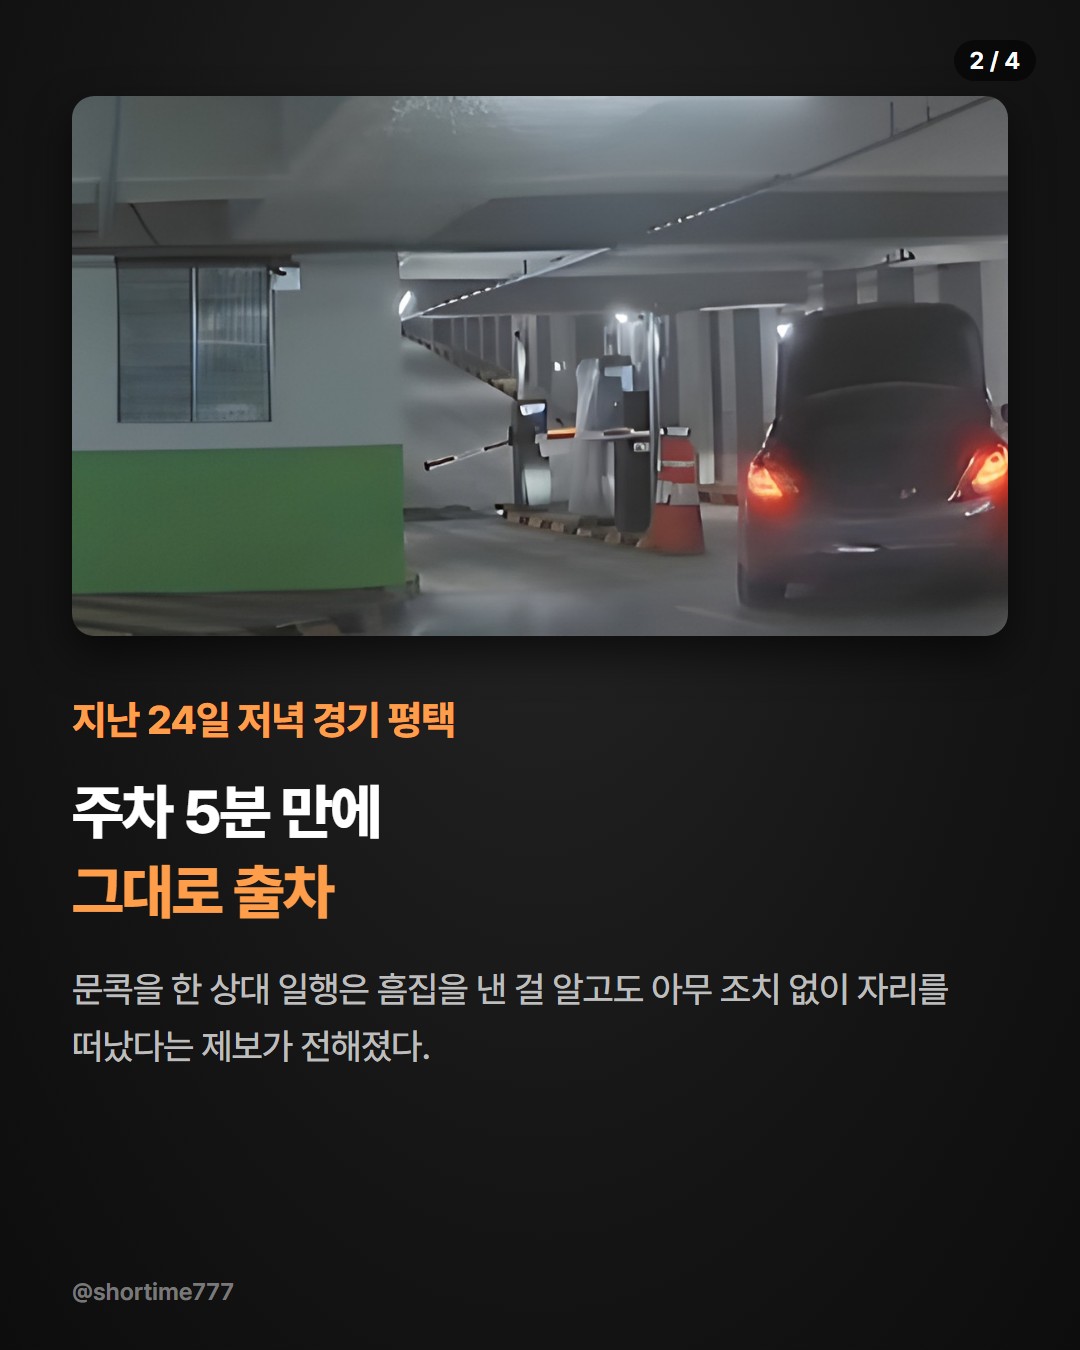 2 / 4
지난 24일 저녁 경기 평택
주차 5분 만에
그대로 출차
문콕을 한 상대 일행은 흠집을 낸 걸 알고도 아무 조치 없이 자리를
떠났다는 제보가 전해졌다.
@shortime777